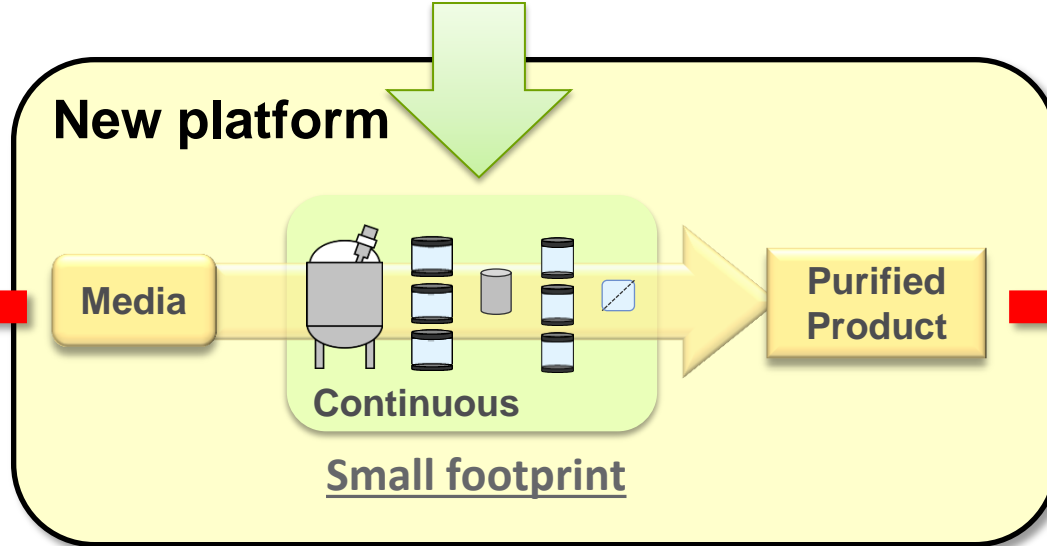 New platform
Media
Continuous
Purified
Product
Small footprint